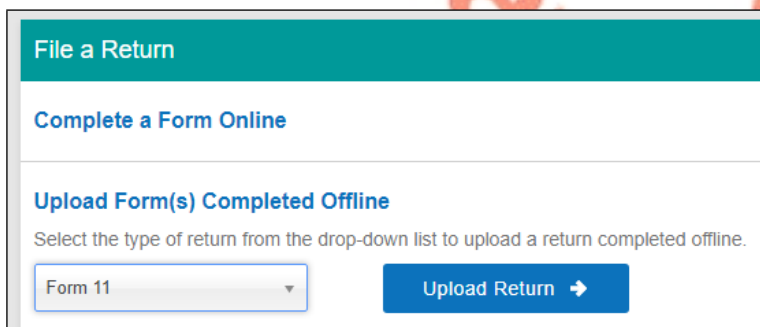 File a Return
Complete a Form Online
Upload Form(s) Completed Offline
Select the type of return from the drop-down list to upload a return completed offline.
Form 11
Upload Return